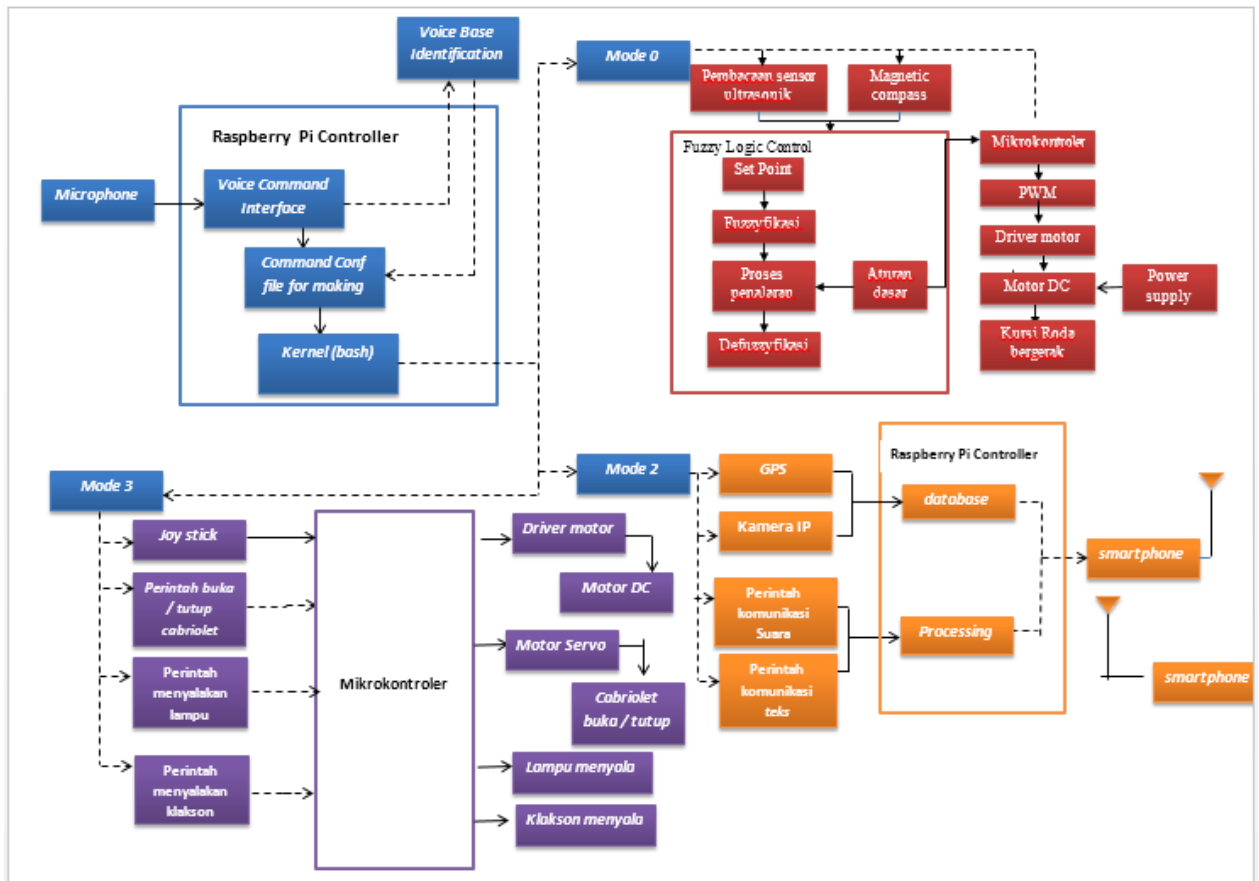 Voice Base
Identification
Raspberry Pi Controller
Microphone
Voice Command
Interface
Command Conf
file for making
Kernel (bash)
Mode 0
Pembacaan sensor
ultrasonik
Magnetic
compass
Fuzzy Logic Control
Set Point
Fuzzyfikasi
Proses
penalaran
Aturan
dasar
Defuzzyfikasi
Mikrokontroler
PWM
Driver motor
Motor DC
Power
supply
Kursi Roda
bergerak
Mode 3
Joy stick
Perintah buka
/ tutup
cabriolet
Perintah
menyalakan
lampu
Perintah
menyalakan
klakson
Mikrokontroler
Driver motor
Motor DC
Motor Servo
Cabriolet
buka / tutup
Lampu menyala
Klakson menyala
Mode 2
GPS
Kamera IP
Perintah
komunikasi
Suara
Perintah
komunikasi
teks
Raspberry Pi Controller
database
Processing
smartphone
smartphone